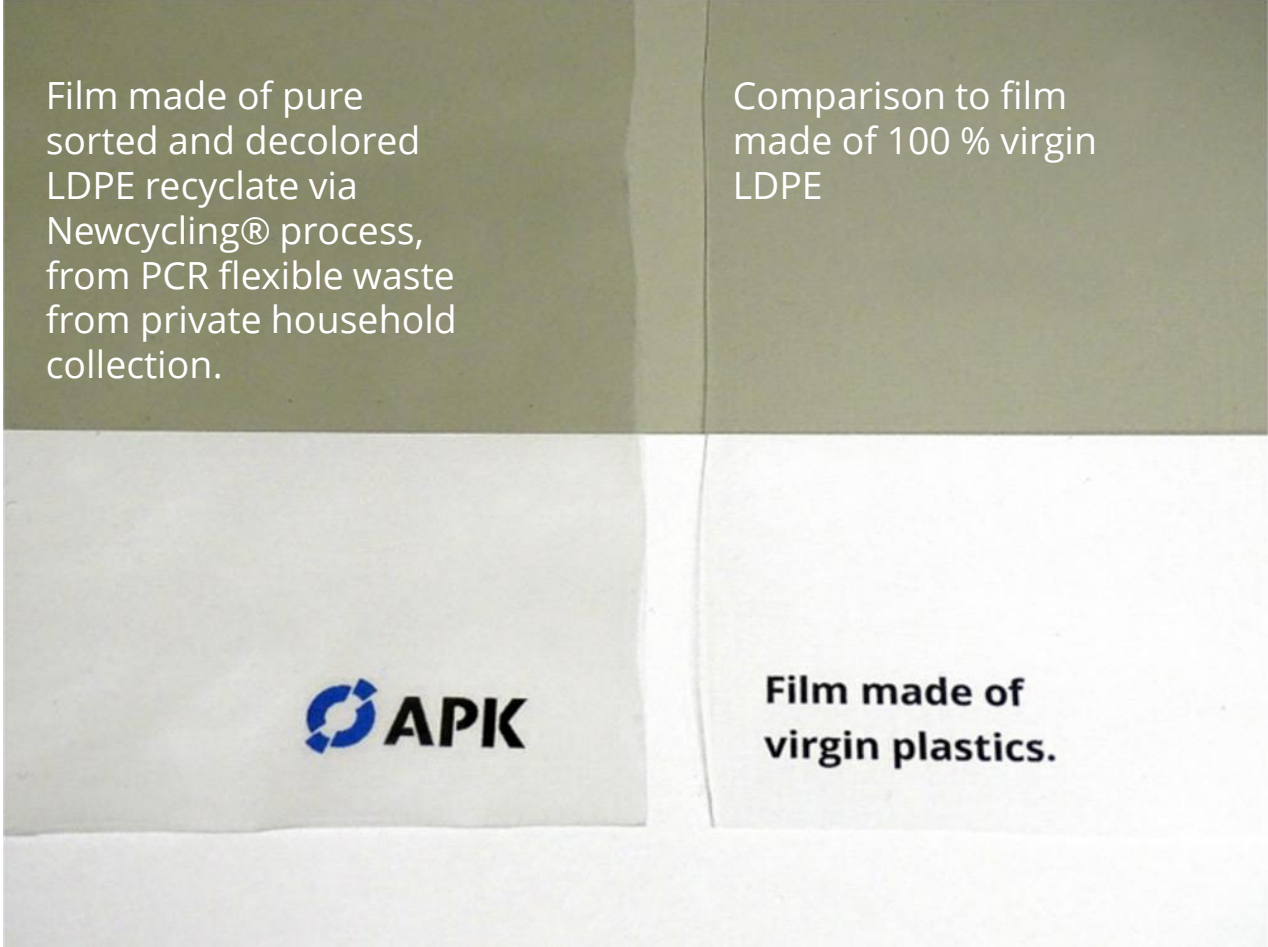 Film made of pure
sorted and decolored
LDPE recyclate via
Newcycling® process,
from PCR flexible waste
from private household
collection.
Comparison to film
made of 100 % virgin
LDPE
APK
Film made of
virgin plastics.